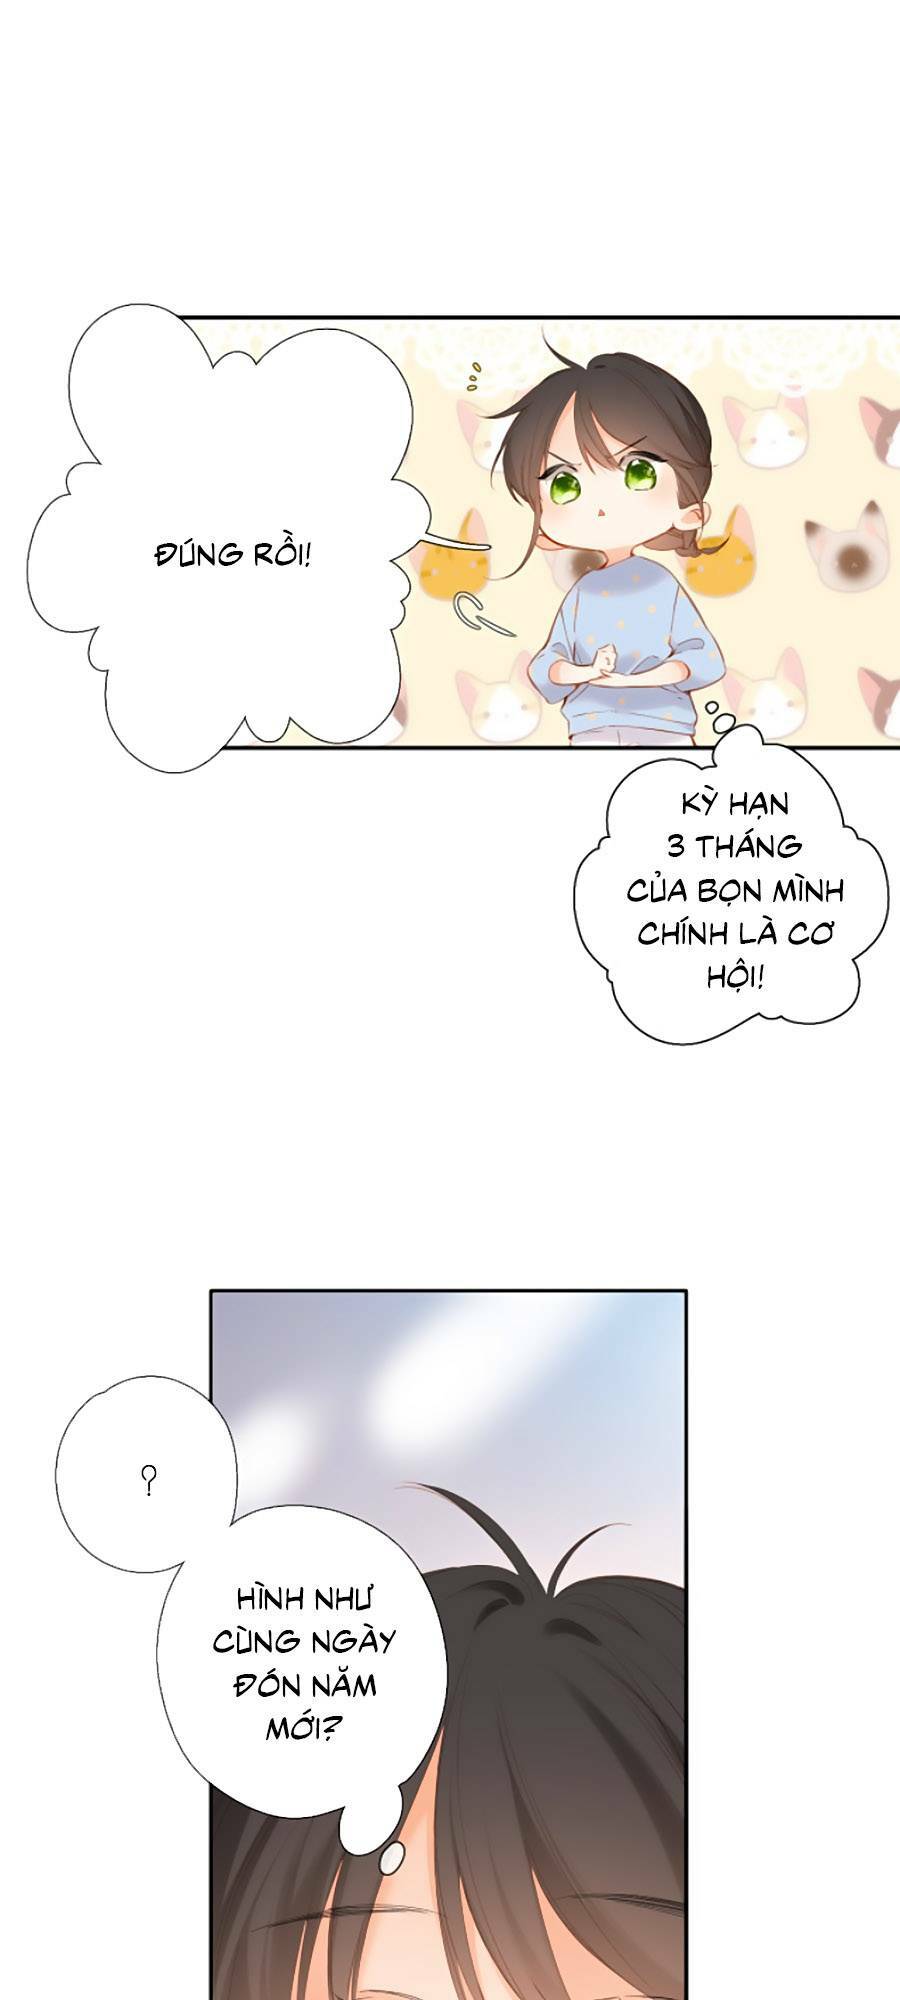 ĐÚNG RỒI!
KỲ HẠN
3 THÁNG
CỦA BỌN MÌNH
CHÍNH LÀ CƠ
HỘI!
?
HÌNH NHƯ
CÙNG NGÀY
ĐÓN NĂM
MỚI?